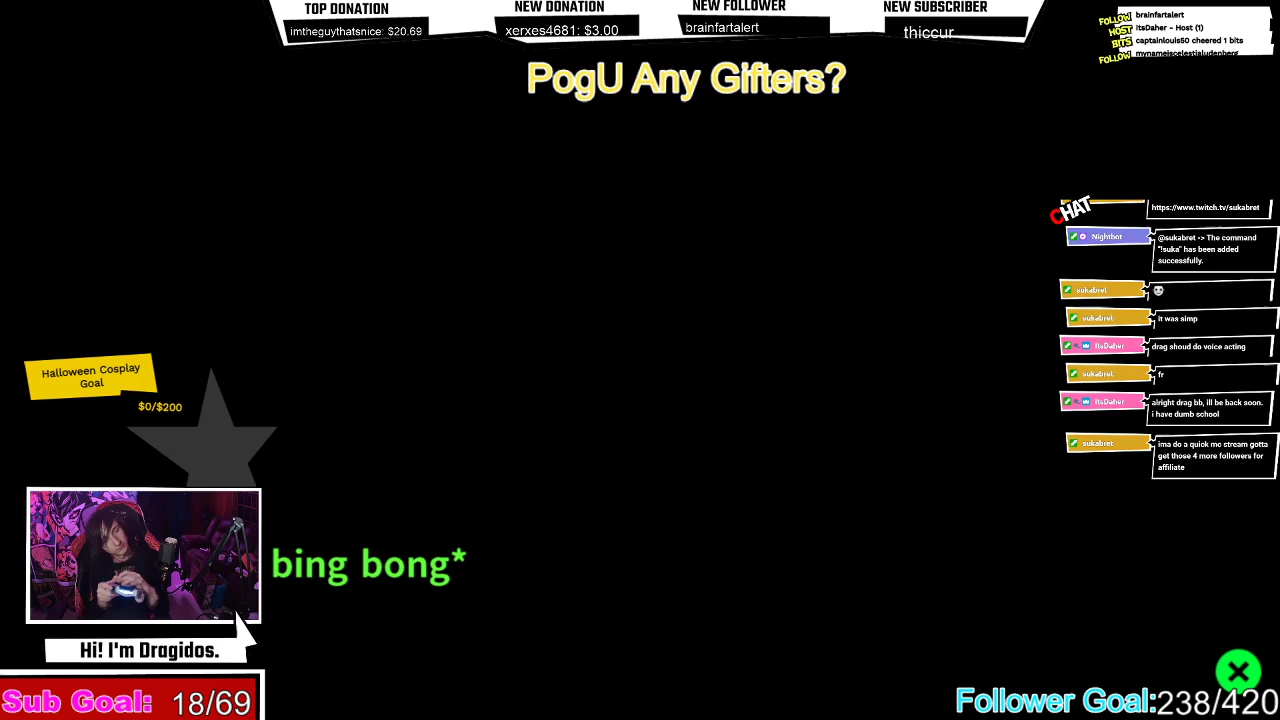 TOP DONATION
imtheguythatsnice: $20.69
NEW DONATION
xerxes4681: $3.00
NEW FOLLOWER
brainfartalert
NEW SUBSCRIBER
thiccur
FOLLOW brainfartalert
HOST ItsDaher - Host (1)
BITS captainlouis50 cheered 1 bits
FOLLOW mynameiscelestialudenberg
PogU Any Gifters?
CHAT
https://www.twitch.tv/sukabret
Nightbot
@sukabret -> The command
"!suka" has been added
successfully.
sukabret
sukabret
it was simp
ItsDaher
drag shoud do voice acting
sukabret
fr
ItsDaher
alright drag bb, ill be back soon.
i have dumb school
sukabret
ima do a quick mc stream gotta
get those 4 more followers for
affiliate
Halloween Cosplay
Goal
$0/$200
bing bong*
Hi! I'm Dragidos.
Sub Goal: 18/69
Follower Goal:238/420